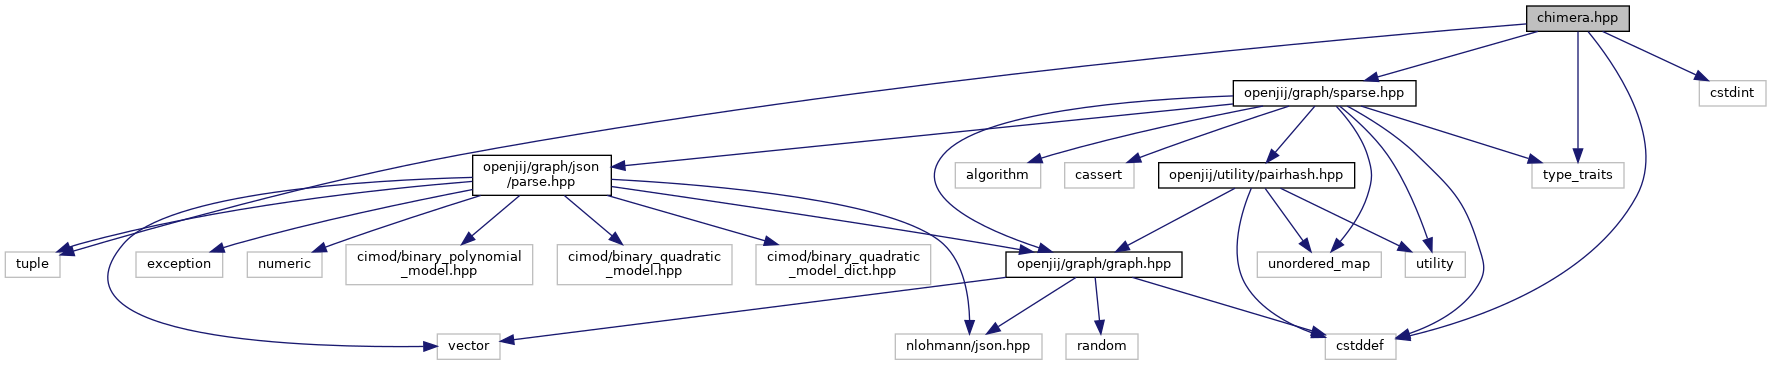 chimera.hpp
openjij/graph/sparse.hpp
cstdint
openjij/graph/json
/parse.hpp
algorithm
cassert
openjij/utility/pairhash.hpp
type_traits
tuple
exception
numeric
cimod/binary_polynomial
_model.hpp
cimod/binary_quadratic
_model.hpp
cimod/binary_quadratic
_model_dict.hpp
openjij/graph/graph.hpp
unordered_map
utility
vector
nlohmann/json.hpp
random
cstddef